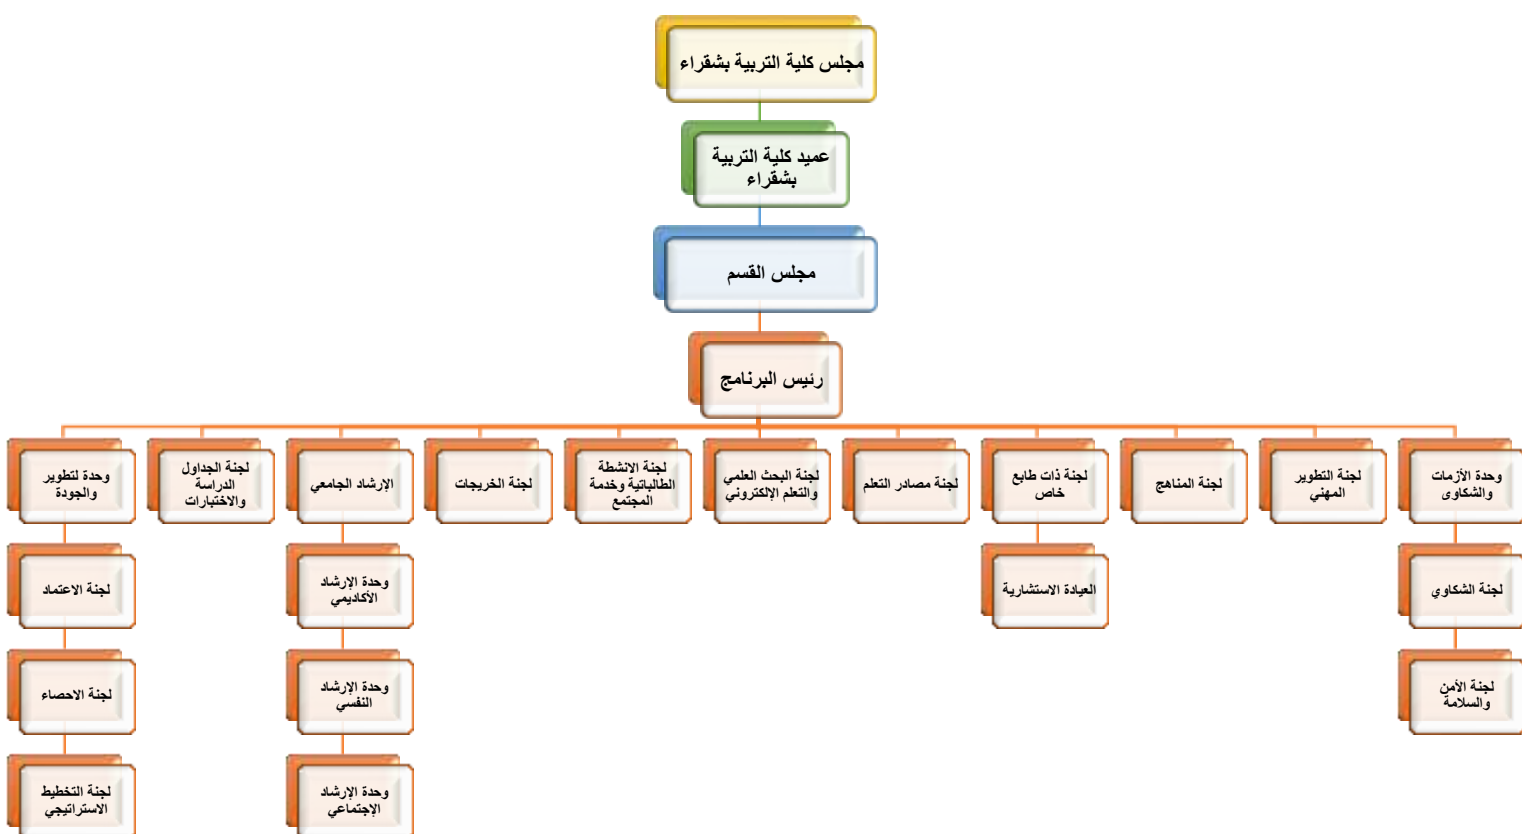 مجلس كلية التربية بشقراء
عميد كلية التربية
بشقراء
مجلس القسم
رئيس البرنامج
وحدة الأزمات
والشكاوى
لجنة التطوير
المهني
لجنة المناهج
لجنة ذات طابع
خاص
لجنة مصادر التعلم
لجنة البحث العلمي
والتعلم الإلكتروني
لجنة الانشطة
الطالباتية وخدمة
المجتمع
لجنة الخريجات
الإرشاد الجامعي
لجنة الجداول
الدراسة
والاختبارات
وحدة لتطوير
والجودة
لجنة الشكاوي
العيادة الاستشارية
وحدة الإرشاد
الأكاديمي
لجنة الاعتماد
لجنة الأمن
والسلامة
وحدة الإرشاد
النفسي
لجنة الاحصاء
وحدة الإرشاد
الإجتماعي
لجنة التخطيط
الاستراتيجي